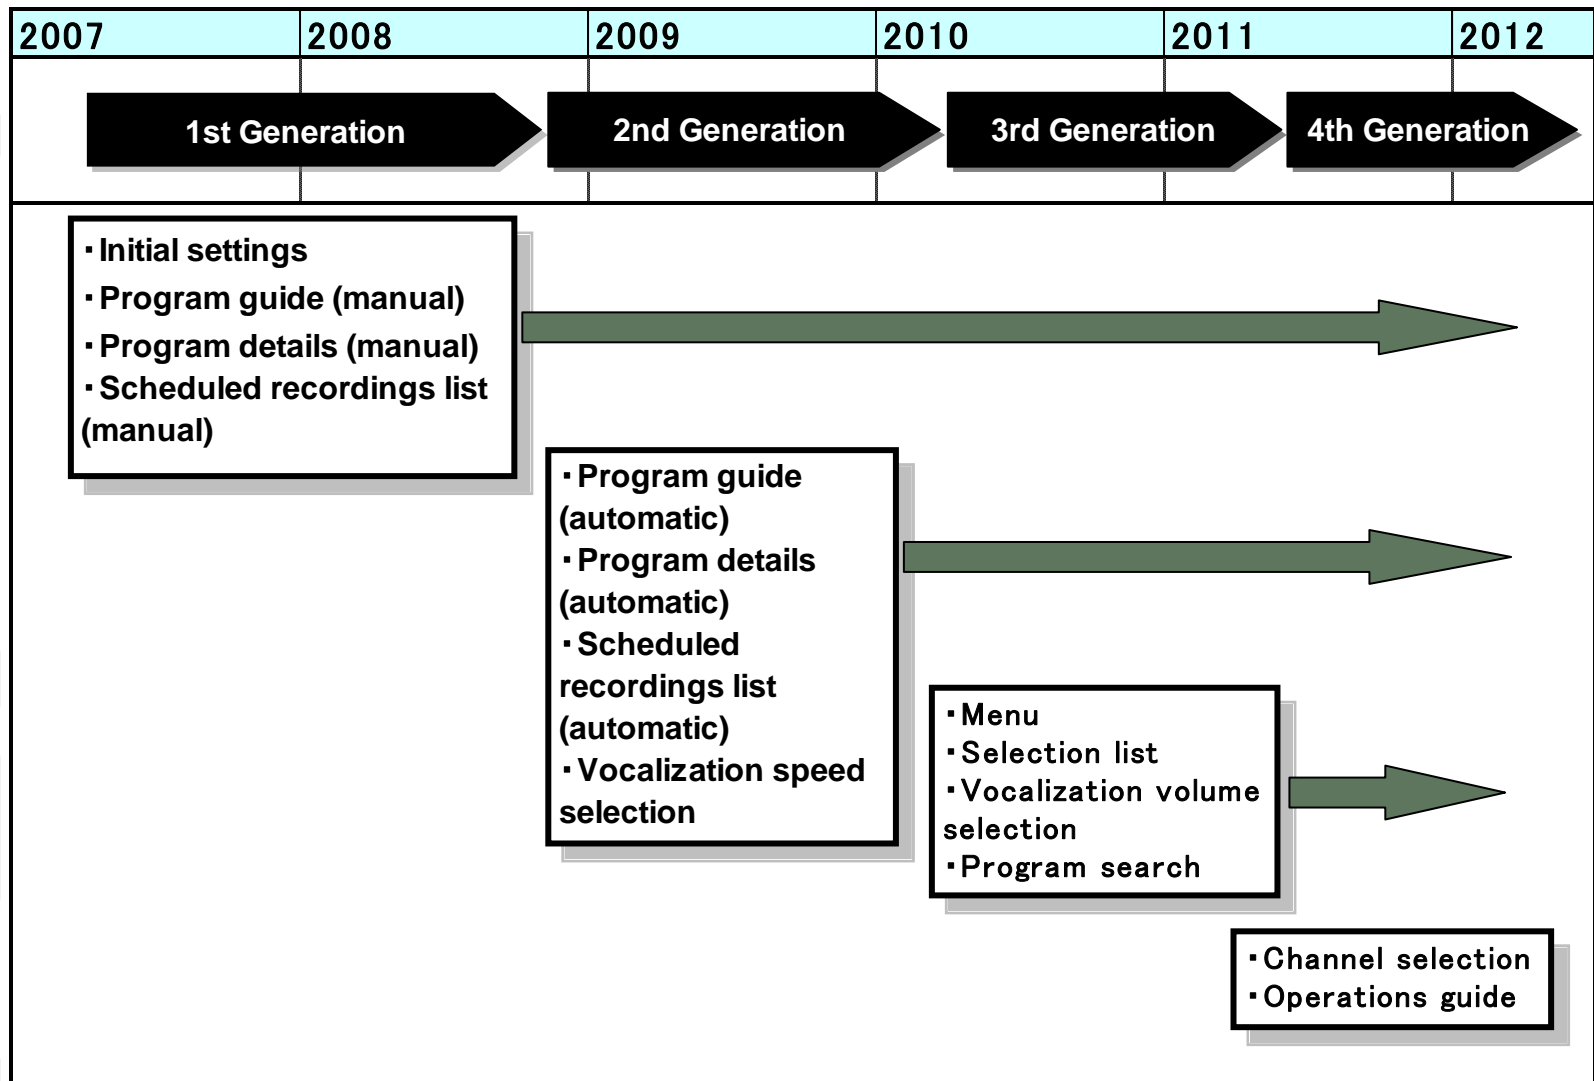 2007 2008 2009 2010 2011 2012
1st Generation 2nd Generation 3rd Generation 4th Generation
・Initial settings
・Program guide (manual)
・Program details (manual)
・Scheduled recordings list
(manual)
・Program guide
(automatic)
・Program details
(automatic)
・Scheduled
recordings list
(automatic)
・Vocalization speed
selection
・Menu
・Selection list
・Vocalization volume
selection
・Program search
・Channel selection
・Operations guide